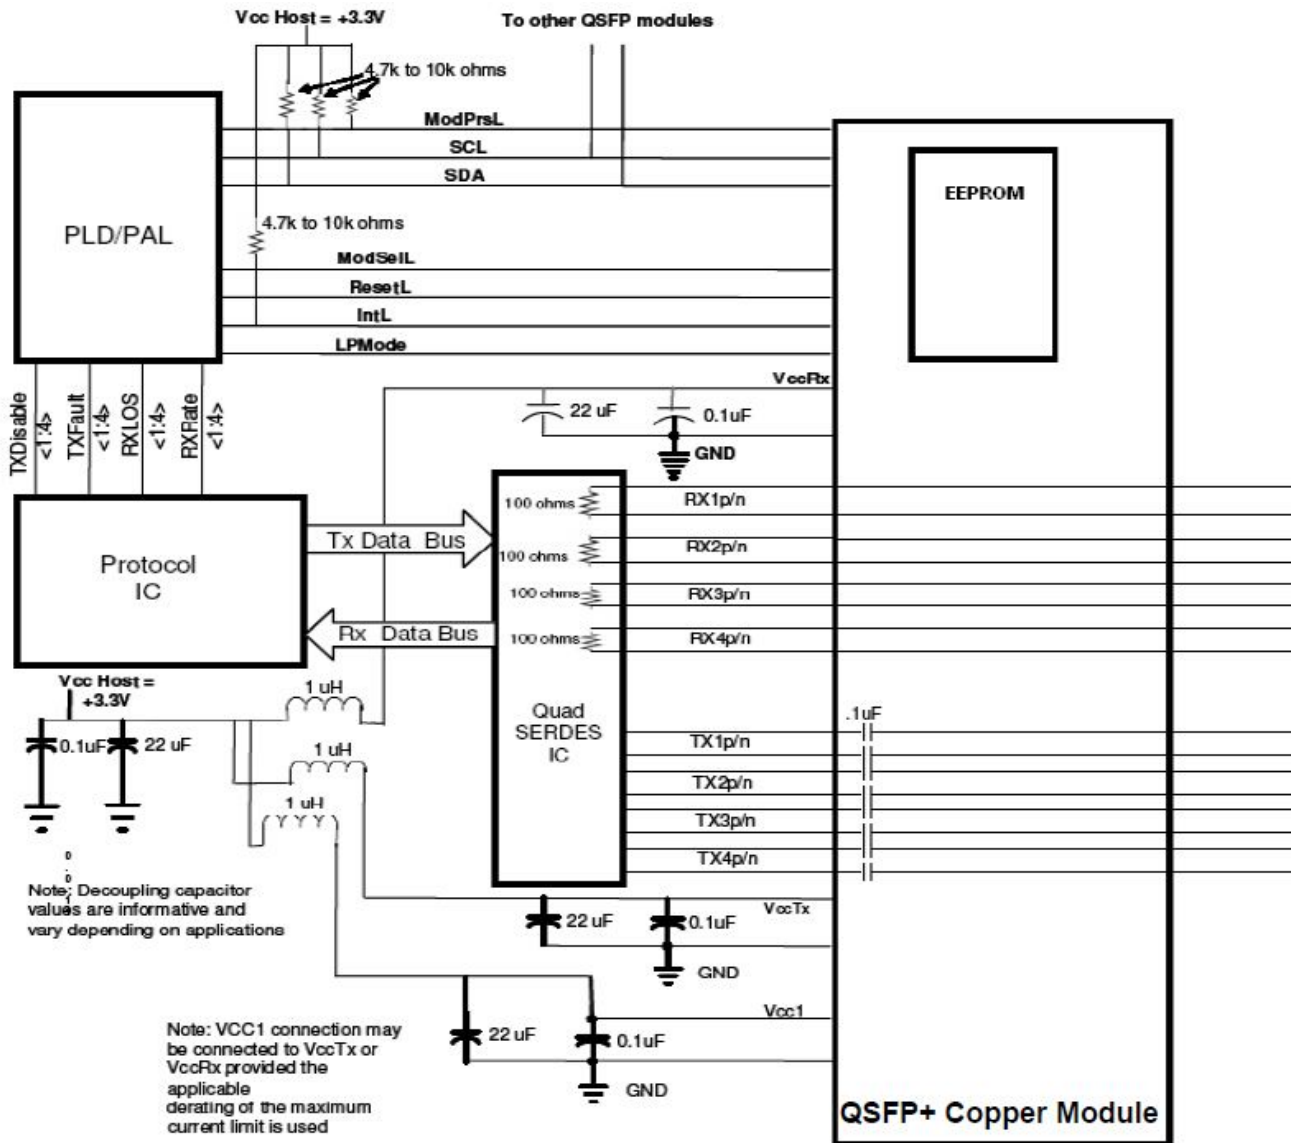 Vcc Host = +3.3V
To other QSFP modules
4.7k to 10k ohms
ModPrsL
SCL
SDA
EEPROM
PLD/PAL
4.7k to 10k ohms
ModSelL
ResetL
IntL
LPMode
VccRx
22 uF
0.1uF
GND
TXDisable
<1:4>
TXFault
<1:4>
RXLOS
<1:4>
RXRate
<1:4>
100 ohms
RX1p/n
Tx Data Bus
100 ohms
RX2p/n
Protocol
IC
100 ohms
RX3p/n
Rx Data Bus
100 ohms
RX4p/n
Vcc Host =
+3.3V
1 uH
Quad
SERDES
IC
.1uF
0.1uF
22 uF
1 uH
TX1p/n
TX2p/n
1 uH
TX3p/n
TX4p/n
Note: Decoupling capacitor
values are informative and
vary depending on applications
VccTx
22 uF
0.1uF
GND
Vcc1
Note: VCC1 connection may
be connected to VccTx or
VccRx provided the
applicable
derating of the maximum
current limit is used
22 uF
0.1uF
GND
QSFP+ Copper Module